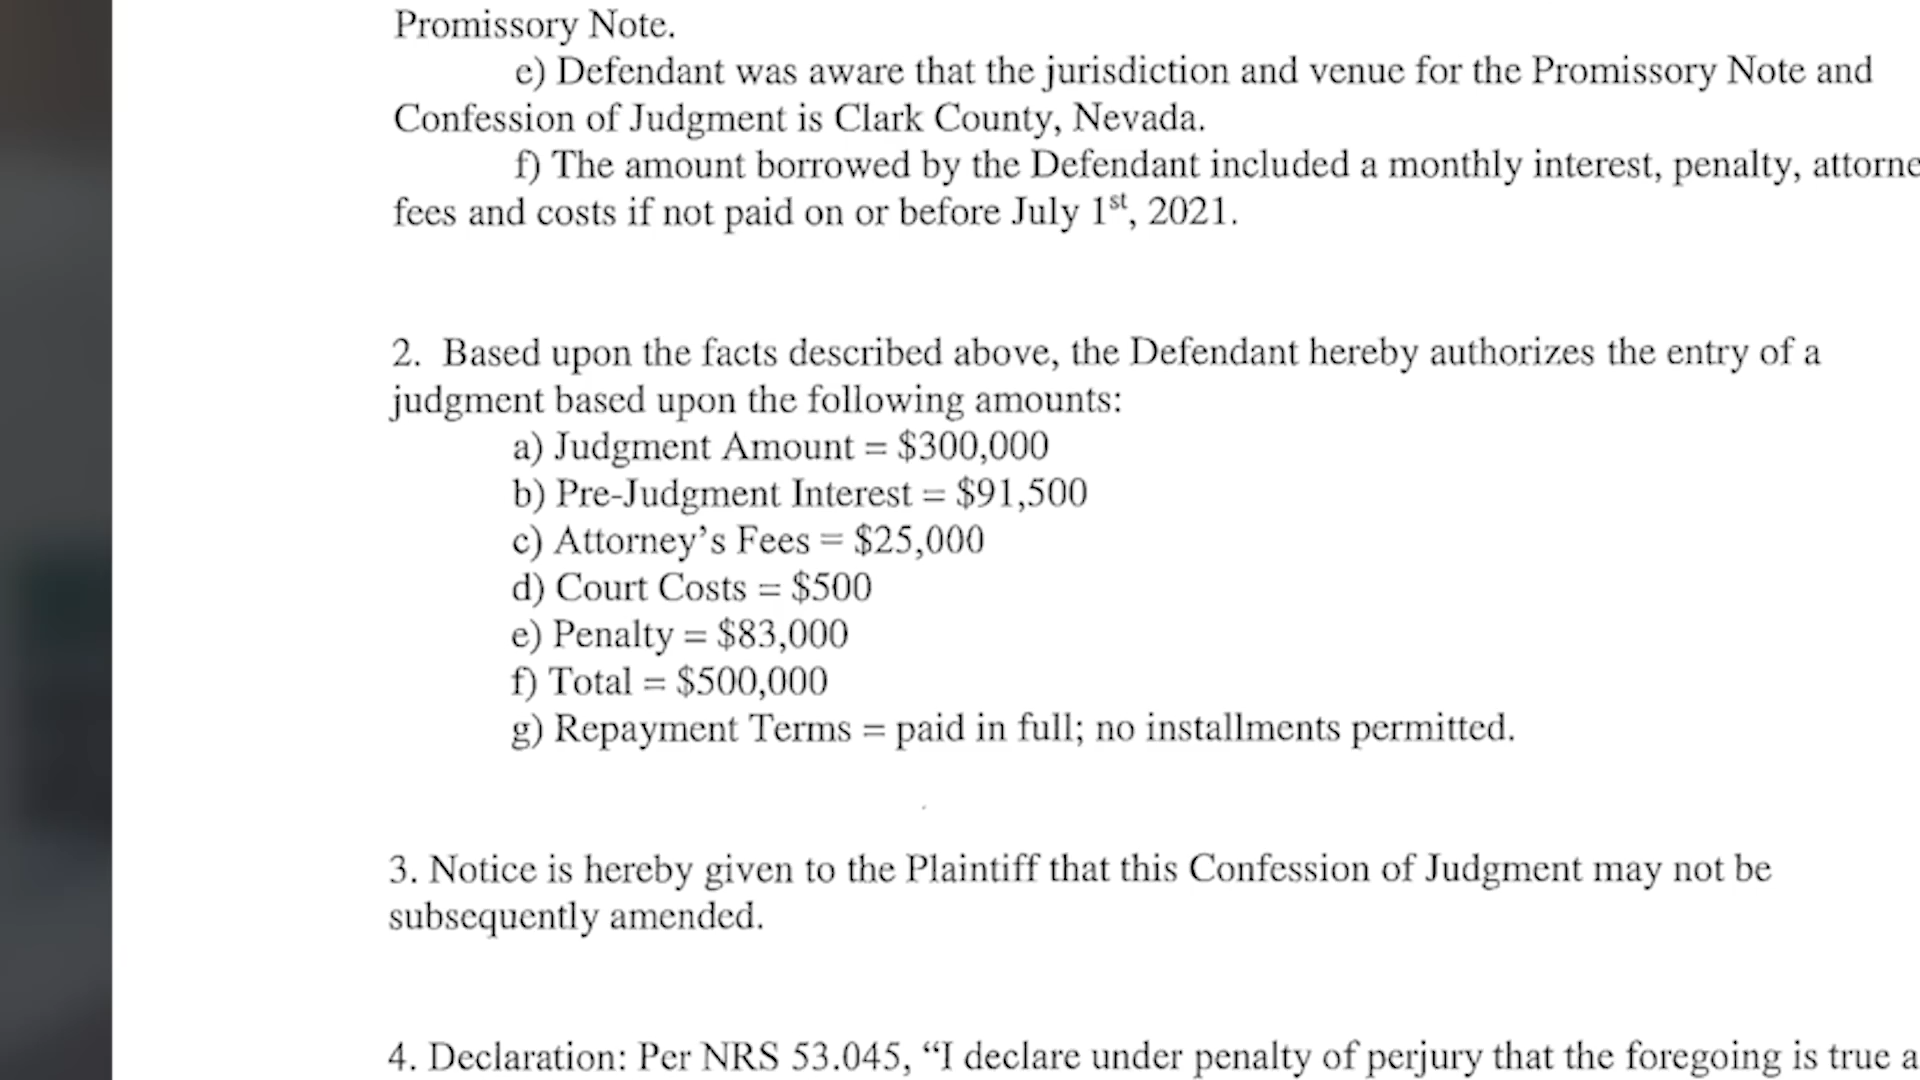 Promissory Note.
e) Defendant was aware that the jurisdiction and venue for the Promissory Note and
Confession of Judgment is Clark County, Nevada.
f) The amount borrowed by the Defendant included a monthly interest, penalty, attorne
fees and costs if not paid on or before July 1st, 2021.
2. Based upon the facts described above, the Defendant hereby authorizes the entry of a
judgment based upon the following amounts:
a) Judgment Amount = $300,000
b) Pre-Judgment Interest = $91,500
c) Attorney’s Fees = $25,000
d) Court Costs = $500
e) Penalty = $83,000
f) Total = $500,000
g) Repayment Terms = paid in full; no installments permitted.
3. Notice is hereby given to the Plaintiff that this Confession of Judgment may not be
subsequently amended.
4. Declaration: Per NRS 53.045, “I declare under penalty of perjury that the foregoing is true a